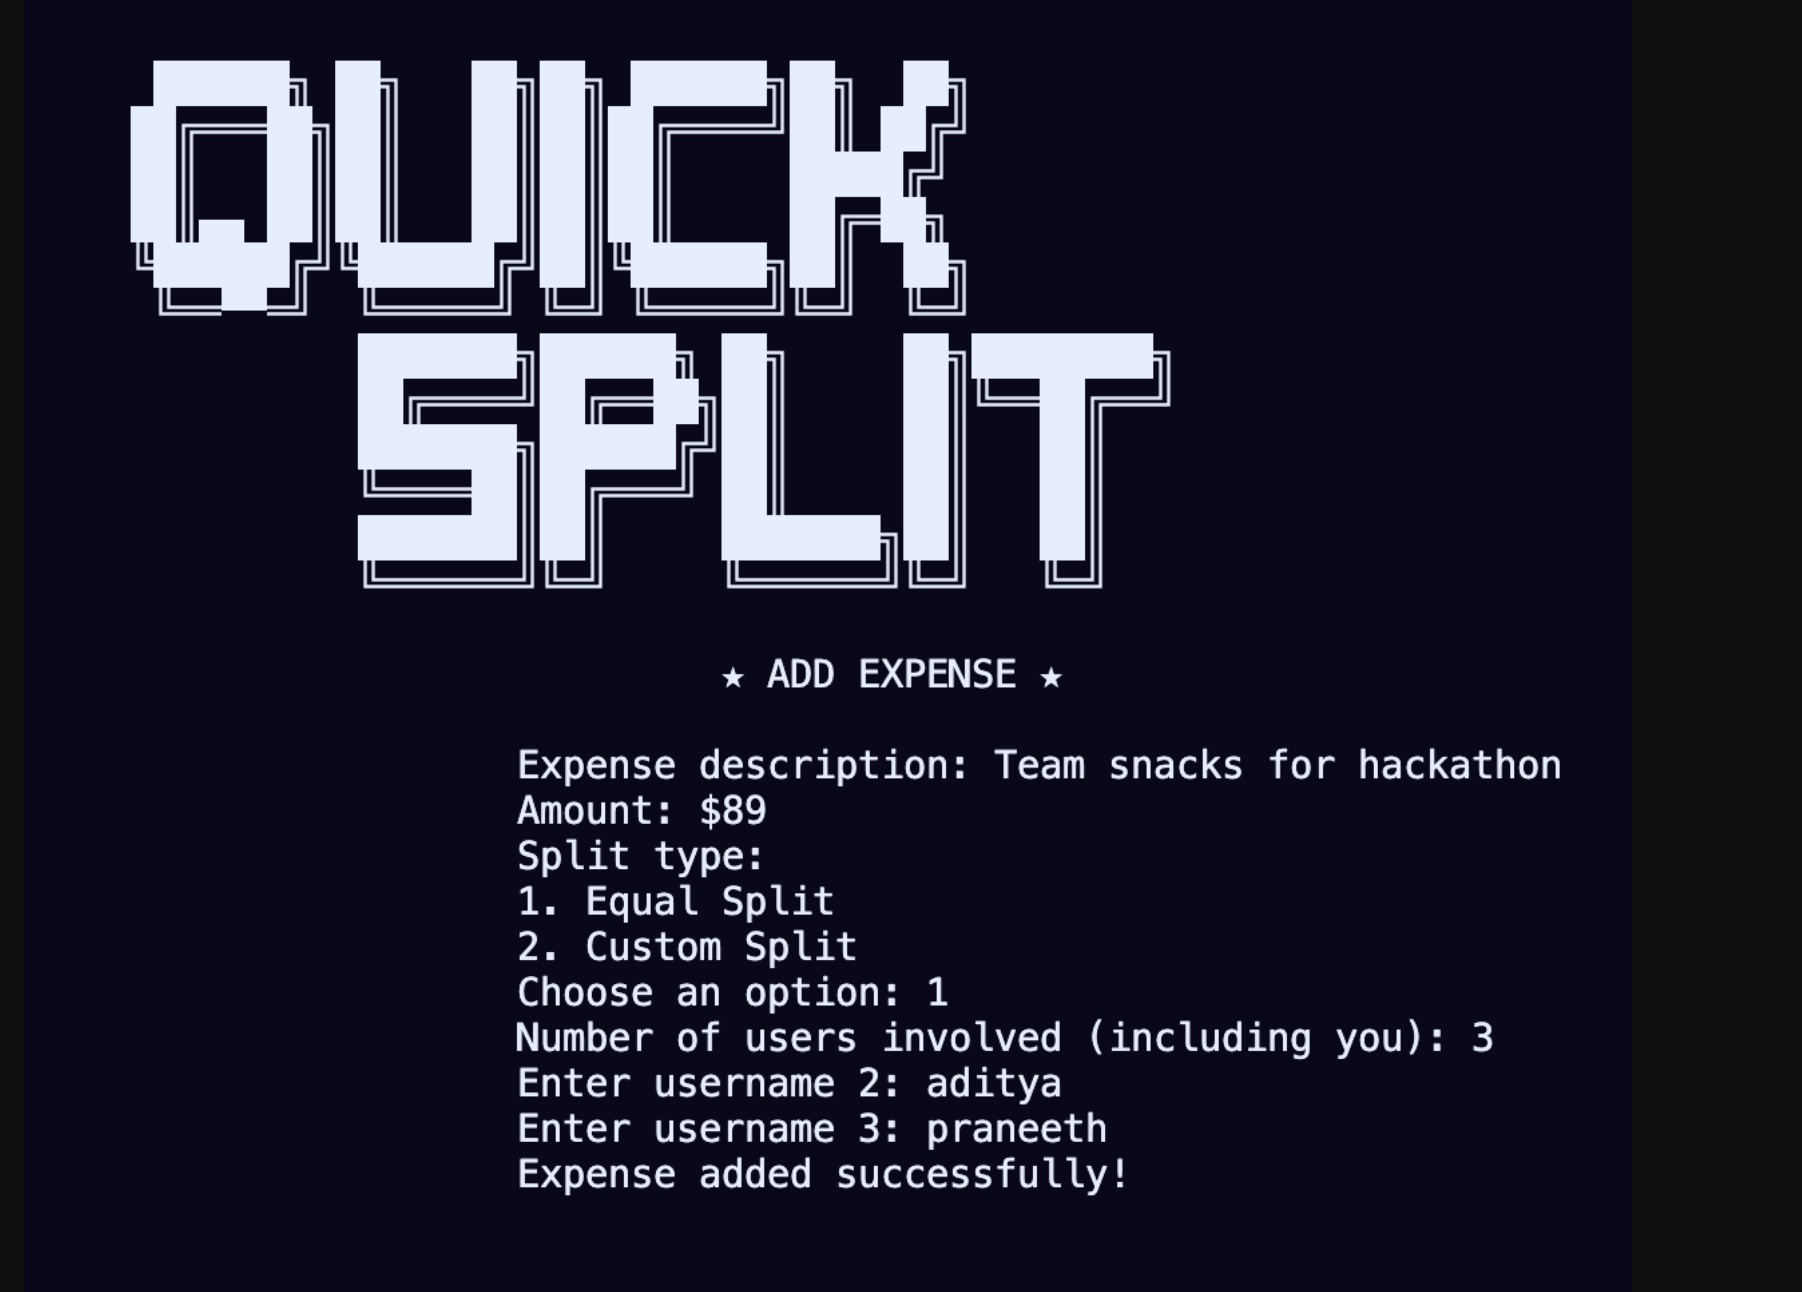 QUICK
SPLIT
★ ADD EXPENSE ★
Expense description: Team snacks for hackathon
Amount: $89
Split type:
1. Equal Split
2. Custom Split
Choose an option: 1
Number of users involved (including you): 3
Enter username 2: aditya
Enter username 3: praneeth
Expense added successfully!